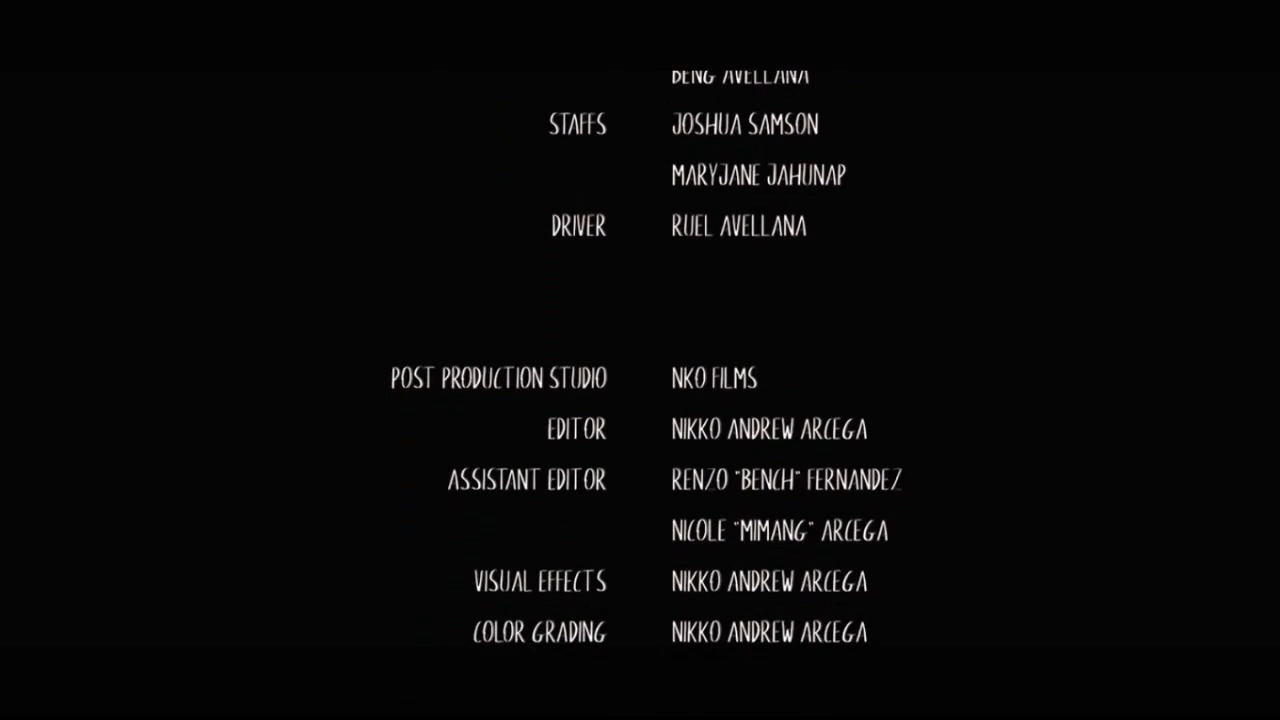 BENG AVELLANA
STAFFS JOSHUA SAMSON
MARYJANE JAHUNAP
DRIVER RUEL AVELLANA
POST PRODUCTION STUDIO NKO FILMS
EDITOR NIKKO ANDREW ARCEGA
ASSISTANT EDITOR RENZO "BENCH" FERNANDEZ
NICOLE "MIMANG" ARCEGA
VISUAL EFFECTS NIKKO ANDREW ARCEGA
COLOR GRADING NIKKO ANDREW ARCEGA